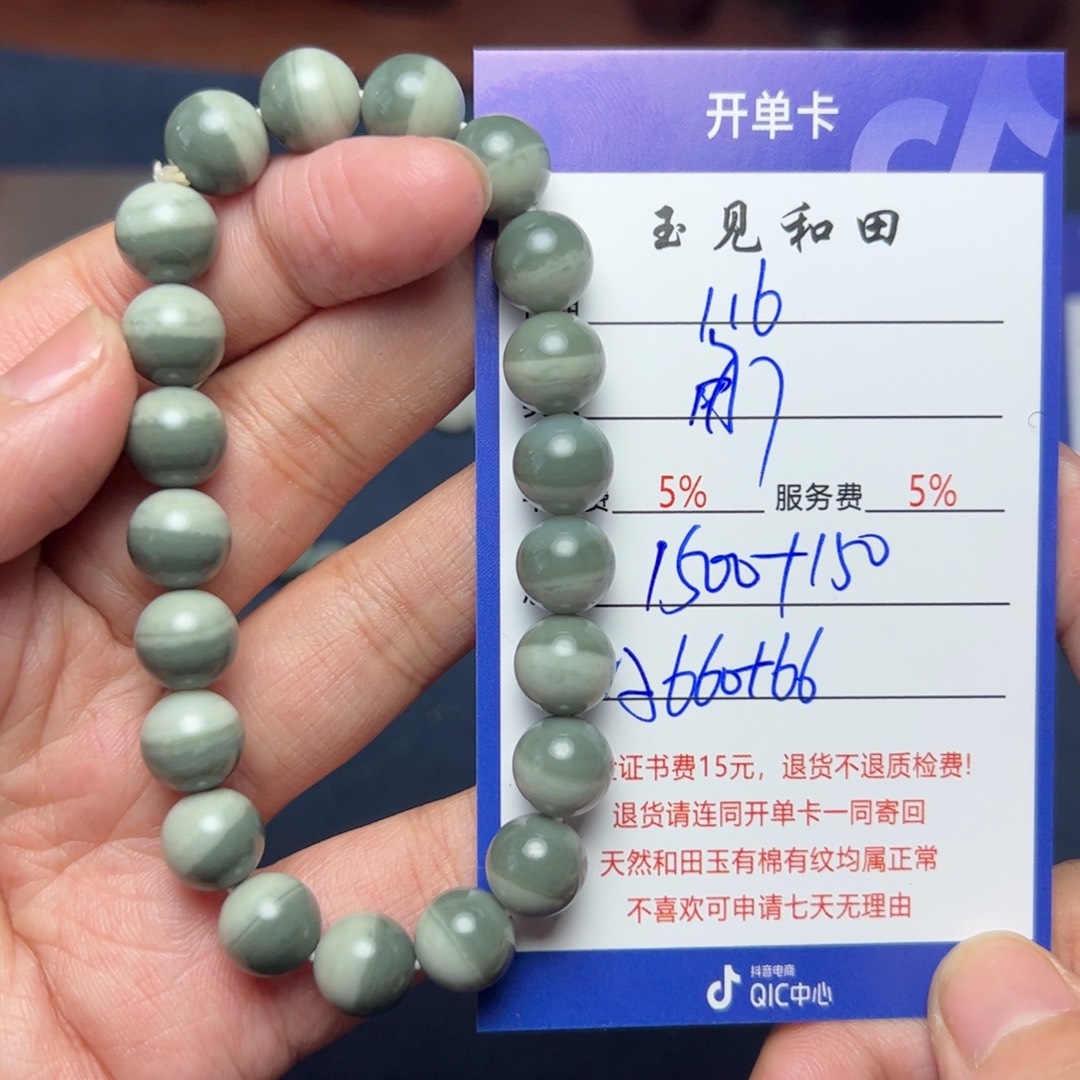 开单卡
玉见和田
116
费 5% 服务费 5%
1500+150
660+66
证书费15元，退货不退质检费！
退货请连同开单卡一同寄回
天然和田玉有棉有纹均属正常
不喜欢可申请七天无理由
抖音电商
QIC中心